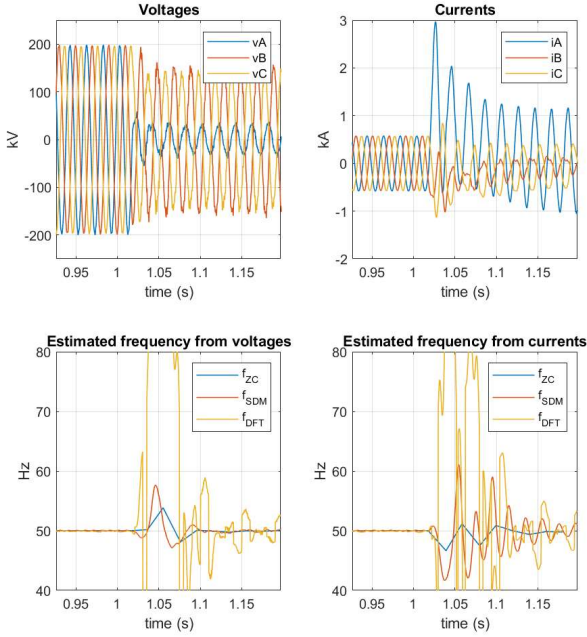 Voltages
200
100
0
-100
-200
kV
0.95
1
1.05
1.1
1.15
time (s)
vA
vB
vC
Currents
3
2
1
0
-1
-2
kA
0.95
1
1.05
1.1
1.15
time (s)
iA
iB
iC
Estimated frequency from voltages
80
70
60
50
40
Hz
0.95
1
1.05
1.1
1.15
time (s)
fZC
fSDM
fDFT
Estimated frequency from currents
80
70
60
50
40
Hz
0.95
1
1.05
1.1
1.15
time (s)
fZC
fSDM
fDFT